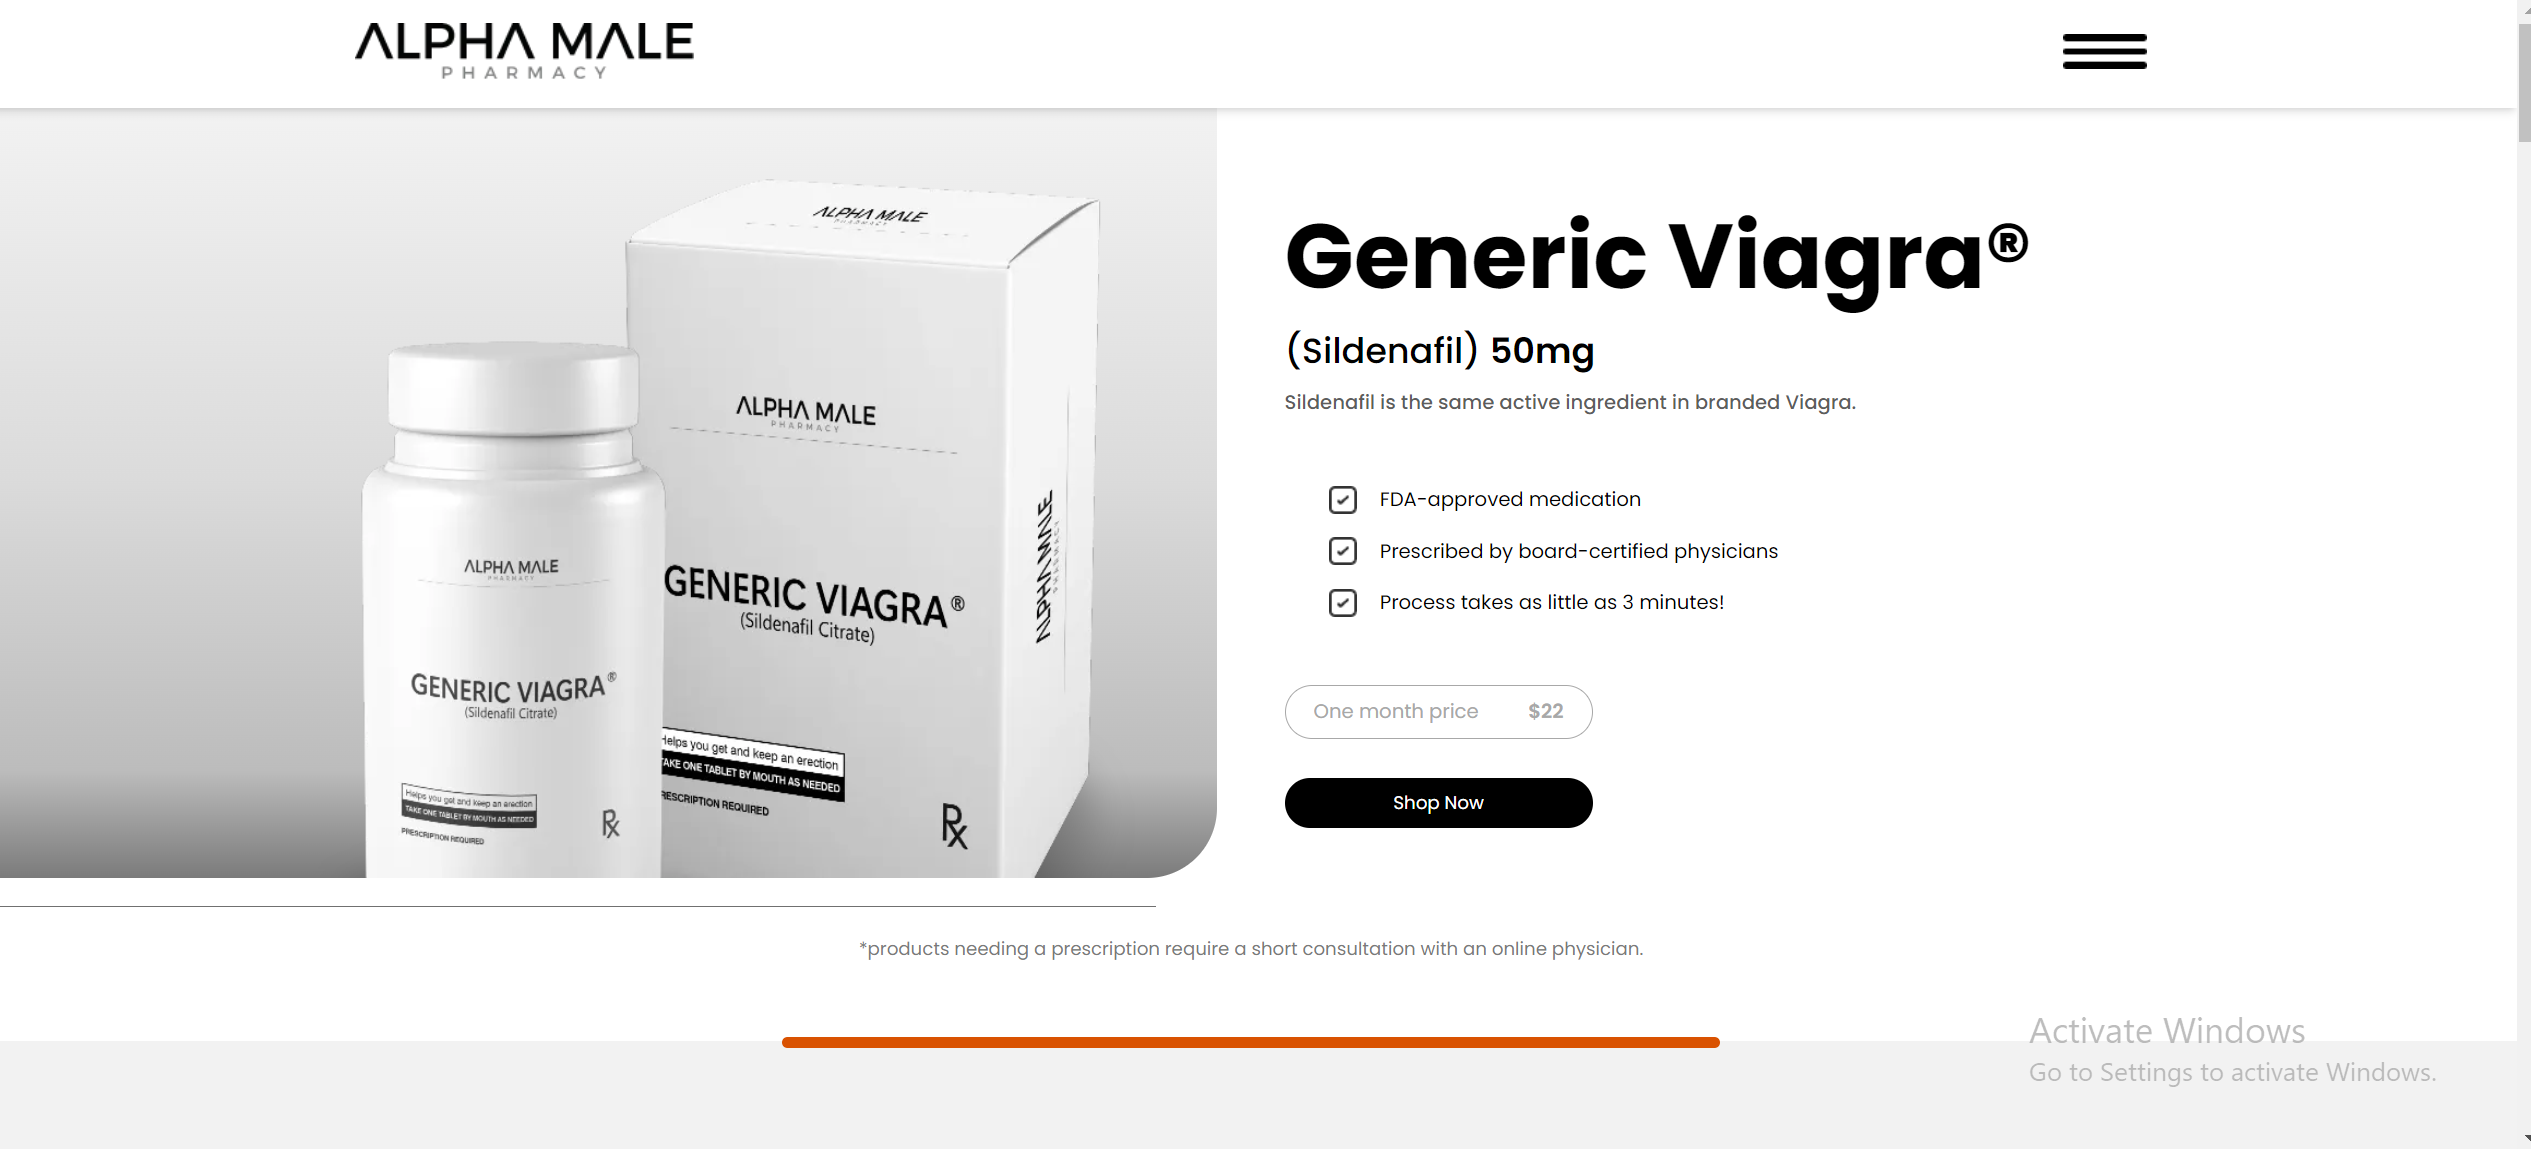 ALPHA MALE
PHARMACY
ALPHA MALE
PHARMACY
ALPHA MALE
PHARMACY
ALPHA MALE
PHARMACY
GENERIC VIAGRA®
(Sildenafil Citrate)
Helps you get and keep an erection
TAKE ONE TABLET BY MOUTH AS NEEDED
PRESCRIPTION REQUIRED
Rx
ALPHA MALE
PHARMACY
GENERIC VIAGRA®
(Sildenafil Citrate)
elps you get and keep an erection
AKE ONE TABLET BY MOUTH AS NEEDED
RESCRIPTION REQUIRED
Rx
Generic Viagra®
(Sildenafil) 50mg
Sildenafil is the same active ingredient in branded Viagra.
FDA-approved medication
Prescribed by board-certified physicians
Process takes as little as 3 minutes!
One month price $22
Shop Now
*products needing a prescription require a short consultation with an online physician.
Activate Windows
Go to Settings to activate Windows.